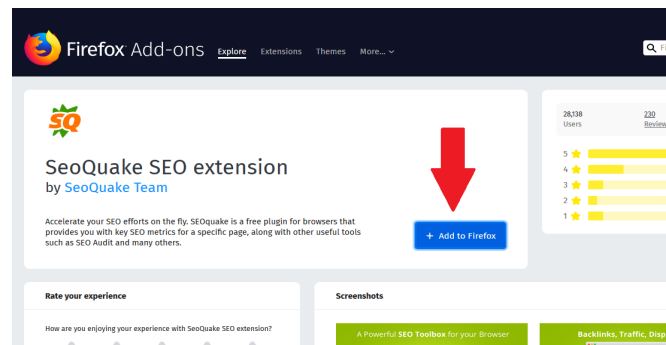 Firefox Add-ons Explore Extensions Themes More...
SQ
SeoQuake SEO extension
by SeoQuake Team
Accelerate your SEO efforts on the fly. SEOquake is a free plugin for browsers that
provides you with key SEO metrics for a specific page, along with other useful tools
such as SEO Audit and many others.
+ Add to Firefox
28,138
Users
230
Review
5
4
3
2
1
Rate your experience
How are you enjoying your experience with SeoQuake SEO extension?
Screenshots
A Powerful SEO Toolbox for your Browser
Backlinks, Traffic, Disp